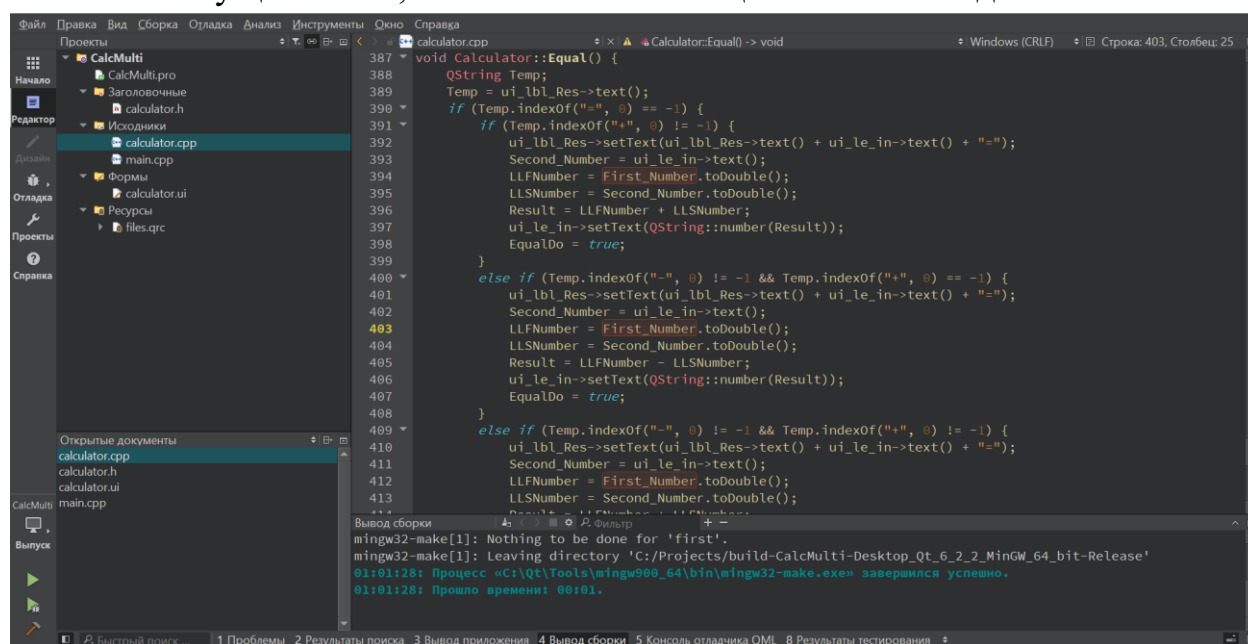 Файл Правка Вид Сборка Отладка Анализ Инструменты Окно Справка
Проекты
calculator.cpp
Calculator::Equal() -> void
Windows (CRLF)
Строка: 403, Столбец: 25
Начало
Редактор
Дизайн
Отладка
Проекты
Справка
CalcMulti
CalcMulti.pro
Заголовочные
calculator.h
Исходники
calculator.cpp
main.cpp
Формы
calculator.ui
Ресурсы
files.qrc
387 void Calculator::Equal() {
388 QString Temp;
389 Temp = ui_lbl_Res->text();
390 if (Temp.indexOf("=", 0) == -1) {
391 if (Temp.indexOf("+", 0) != -1) {
392 ui_lbl_Res->setText(ui_lbl_Res->text() + ui_le_in->text() + "=");
393 Second_Number = ui_le_in->text();
394 LLFNumber = First_Number.toDouble();
395 LLSNumber = Second_Number.toDouble();
396 Result = LLFNumber + LLSNumber;
397 ui_le_in->setText(QString::number(Result));
398 EqualDo = true;
399 }
400 else if (Temp.indexOf("-", 0) != -1 && Temp.indexOf("+", 0) == -1) {
401 ui_lbl_Res->setText(ui_lbl_Res->text() + ui_le_in->text() + "=");
402 Second_Number = ui_le_in->text();
403 LLFNumber = First_Number.toDouble();
404 LLSNumber = Second_Number.toDouble();
405 Result = LLFNumber - LLSNumber;
406 ui_le_in->setText(QString::number(Result));
407 EqualDo = true;
408 }
409 else if (Temp.indexOf("-", 0) != -1 && Temp.indexOf("+", 0) != -1) {
410 ui_lbl_Res->setText(ui_lbl_Res->text() + ui_le_in->text() + "=");
411 Second_Number = ui_le_in->text();
412 LLFNumber = First_Number.toDouble();
413 LLSNumber = Second_Number.toDouble();
Открытые документы
calculator.cpp
calculator.h
calculator.ui
main.cpp
CalcMulti
Выпуск
Вывод сборки
Фильтр
mingw32-make[1]: Nothing to be done for 'first'.
mingw32-make[1]: Leaving directory 'C:/Projects/build-CalcMulti-Desktop_Qt_6_2_2_MinGW_64_bit-Release'
01:01:28: Процесс «C:\Qt\Tools\mingw900_64\bin\mingw32-make.exe» завершился успешно.
01:01:28: Прошло времени: 00:01.
Быстрый поиск ...
1 Проблемы 2 Результаты поиска 3 Вывод приложения 4 Вывод сборки 5 Консоль отладчика QML 8 Результаты тестирования